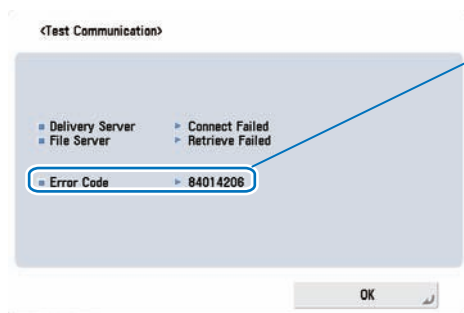 <Test Communication>
Delivery Server ► Connect Failed
File Server ► Retrieve Failed
Error Code ► 84014206
OK